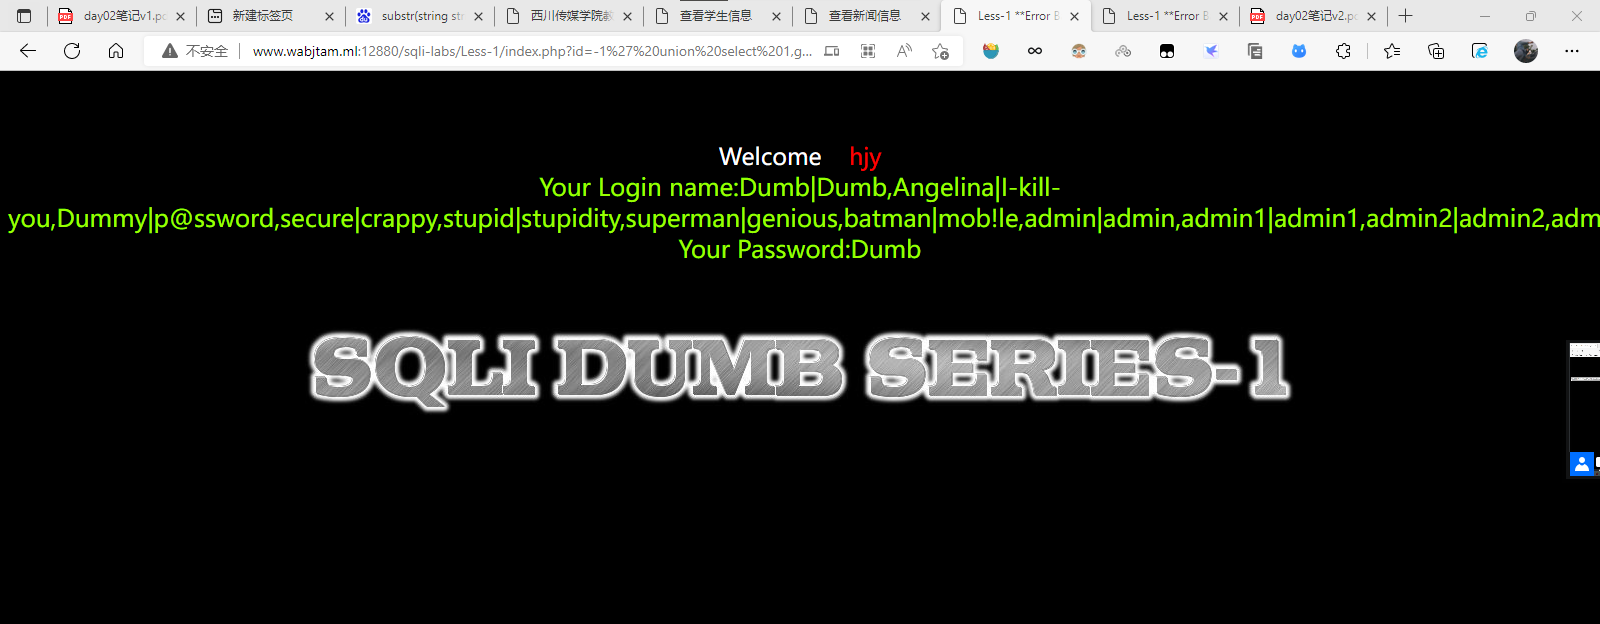 day02笔记v1.pc
新建标签页
substr(string str
西川传媒学院教
查看学生信息
查看新闻信息
Less-1 **Error B
Less-1 **Error B
day02笔记v2.pc
不安全
www.wabjtam.ml:12880/sqli-labs/Less-1/index.php?id=-1%27%20union%20select%201,g...
Welcome hjy
Your Login name:Dumb|Dumb,Angelina|I-kill-
you,Dummy|p@ssword,secure|crappy,stupid|stupidity,superman|genious,batman|mob!le,admin|admin,admin1|admin1,admin2|admin2,adm
Your Password:Dumb
SQLI DUMB SERIES-1